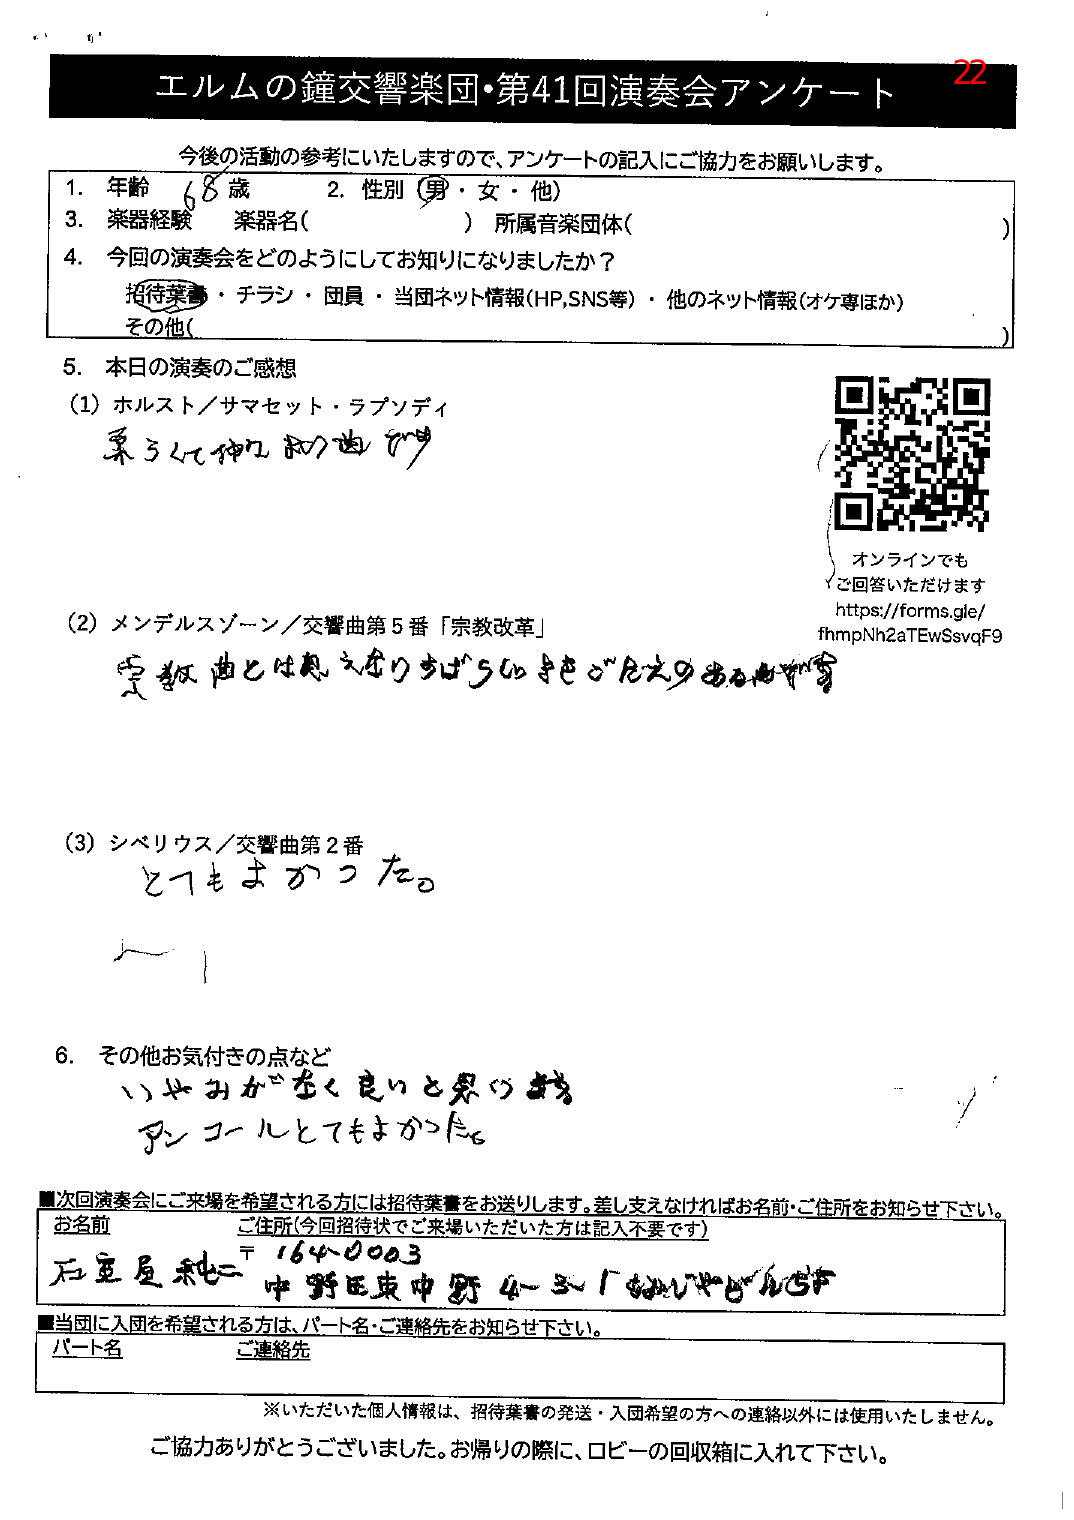 22
エルムの鐘交響楽団・第41回演奏会アンケート
今後の活動の参考にいたしますので、アンケートの記入にご協力をお願いします。
1. 年齢 68 歳 2. 性別 (男・女・他)
3. 楽器経験 楽器名( ) 所属音楽団体( )
4. 今回の演奏会をどのようにしてお知りになりましたか？
招待葉書・チラシ・団員・当団ネット情報(HP,SNS等)・他のネット情報(オケ専ほか)
その他( )
5. 本日の演奏のご感想
(1) ホルスト／サマセット・ラプソディ
曲です
オンラインでも
ご回答いただけます
https://forms.gle/
fhmpNh2aTEwSsvqF9
(2) メンデルスゾーン／交響曲第５番「宗教改革」
宗教曲とは思えないすばらしいききごたえのある曲
(3) シベリウス／交響曲第２番
とてもよかった。
6. その他お気付きの点など
いやみがなく良いと思います
アンコールとてもよかった。
■次回演奏会にご来場を希望される方には招待葉書をお送りします。差し支えなければお名前・ご住所をお知らせ下さい。
お名前 ご住所(今回招待状でご来場いただいた方は記入不要です)
〒164-0003
純二 中野区東中野4-3-1
■当団に入団を希望される方は、パート名・ご連絡先をお知らせ下さい。
パート名 ご連絡先
※いただいた個人情報は、招待葉書の発送・入団希望の方への連絡以外には使用いたしません。
ご協力ありがとうございました。お帰りの際に、ロビーの回収箱に入れて下さい。